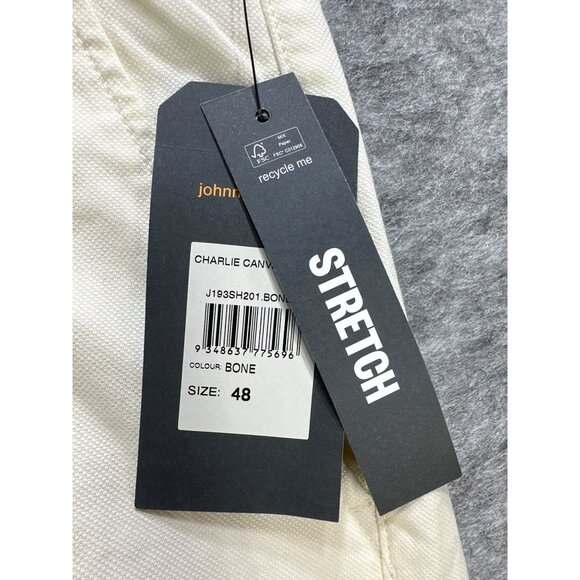 johnn
CHARLIE CANV
J193SH201.BONE
9 348637 775696
COLOUR: BONE
SIZE: 48
FSC
MIX
Paper
recycle me
STRETCH